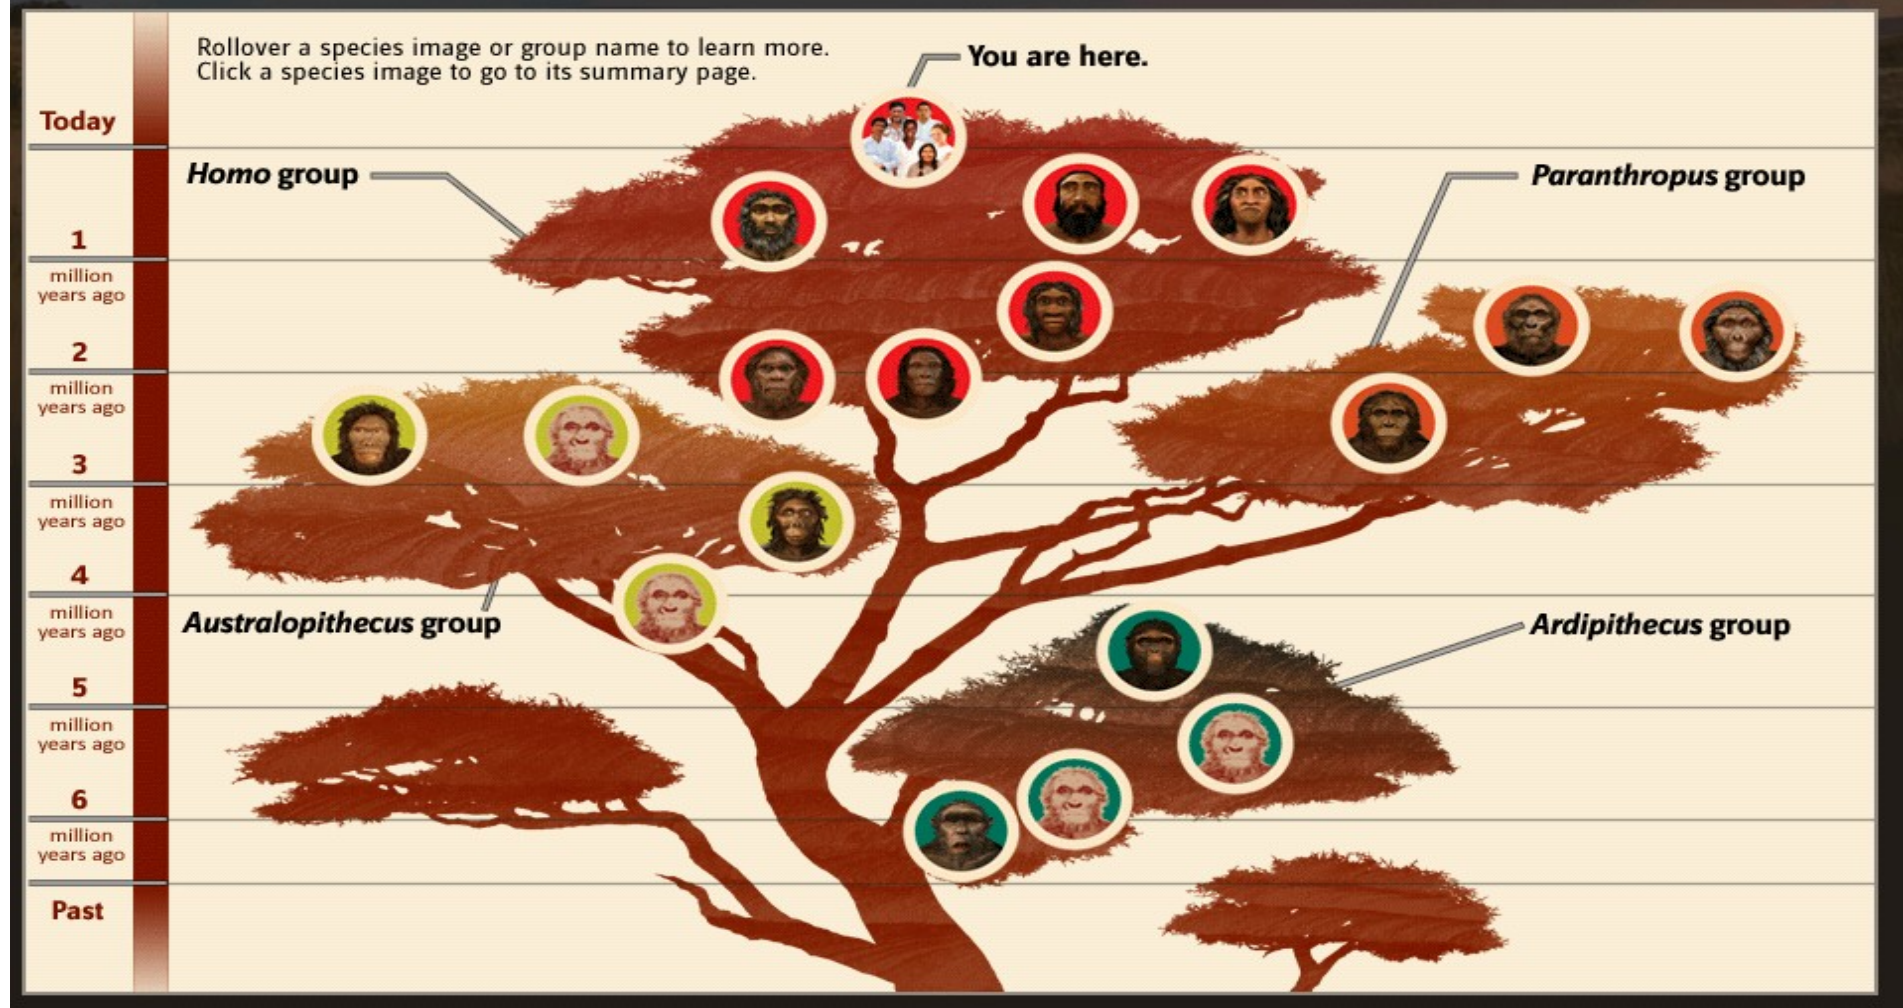 Rollover a species image or group name to learn more.
Click a species image to go to its summary page.
You are here.
Today
Homo group
Paranthropus group
1
million
years ago
2
million
years ago
3
million
years ago
4
million
years ago
Australopithecus group
Ardipithecus group
5
million
years ago
6
million
years ago
Past